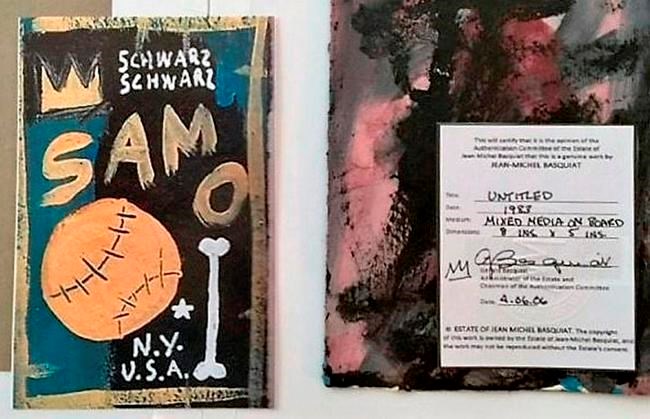 SCHWARZ
SCHWARZ
SAMO
N.Y.
U.S.A.
This will certify that it is the opinion of the
Authentication Committee of the Estate of
Jean-Michel Basquiat that this is a genuine work by
JEAN-MICHEL BASQUIAT
Title: UNTITLED
Date: 1983
Medium: MIXED MEDIA ON BOARD
Dimensions: 8 INS. X 5 INS.
Gerard Basquiat
Administrator of the Estate and
Chairman of the Authentication Committee
Date: 4.06.06
© ESTATE OF JEAN MICHEL BASQUIAT. The copyright
of this work is owned by the Estate of Jean-Michel Basquiat, and
the work may not be reproduced without the Estate's consent.